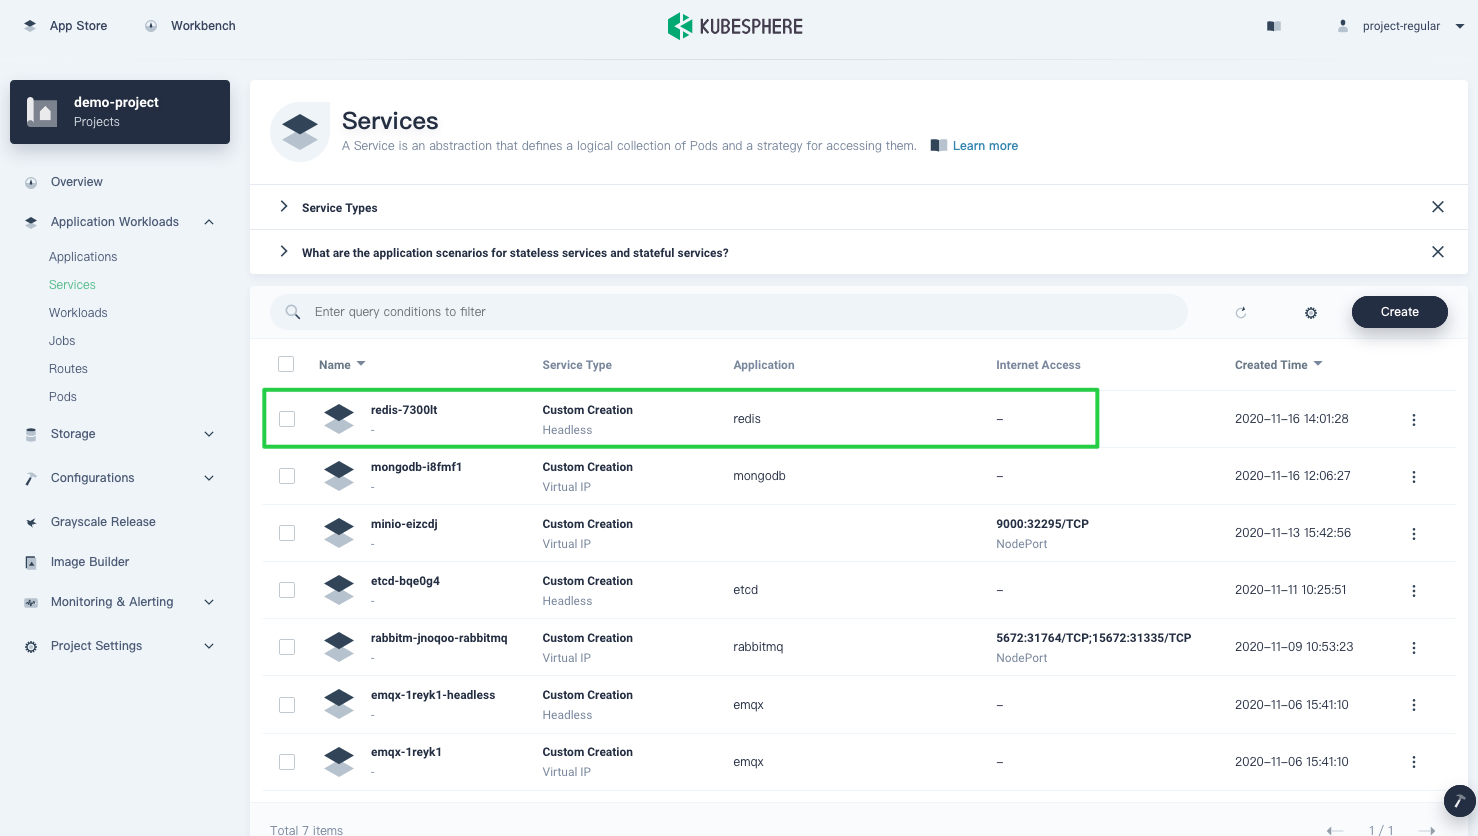 App Store
Workbench
KUBESPHERE
project-regular
demo-project
Projects
Overview
Application Workloads
Applications
Services
Workloads
Jobs
Routes
Pods
Storage
Configurations
Grayscale Release
Image Builder
Monitoring & Alerting
Project Settings
Services
A Service is an abstraction that defines a logical collection of Pods and a strategy for accessing them. Learn more
Service Types
What are the application scenarios for stateless services and stateful services?
Enter query conditions to filter
Create
Name Service Type Application Internet Access Created Time
redis-7300lt Custom Creation redis – 2020–11–16 14:01:28
- Headless
mongodb-i8fmf1 Custom Creation mongodb – 2020–11–16 12:06:27
- Virtual IP
minio-eizcdj Custom Creation 9000:32295/TCP 2020–11–13 15:42:56
- Virtual IP NodePort
etcd-bqe0g4 Custom Creation etcd – 2020–11–11 10:25:51
- Headless
rabbitm-jnoqoo-rabbitmq Custom Creation rabbitmq 5672:31764/TCP;15672:31335/TCP 2020–11–09 10:53:23
- Virtual IP NodePort
emqx-1reyk1-headless Custom Creation emqx – 2020–11–06 15:41:10
- Headless
emqx-1reyk1 Custom Creation emqx – 2020–11–06 15:41:10
- Virtual IP
Total 7 items 1 / 1